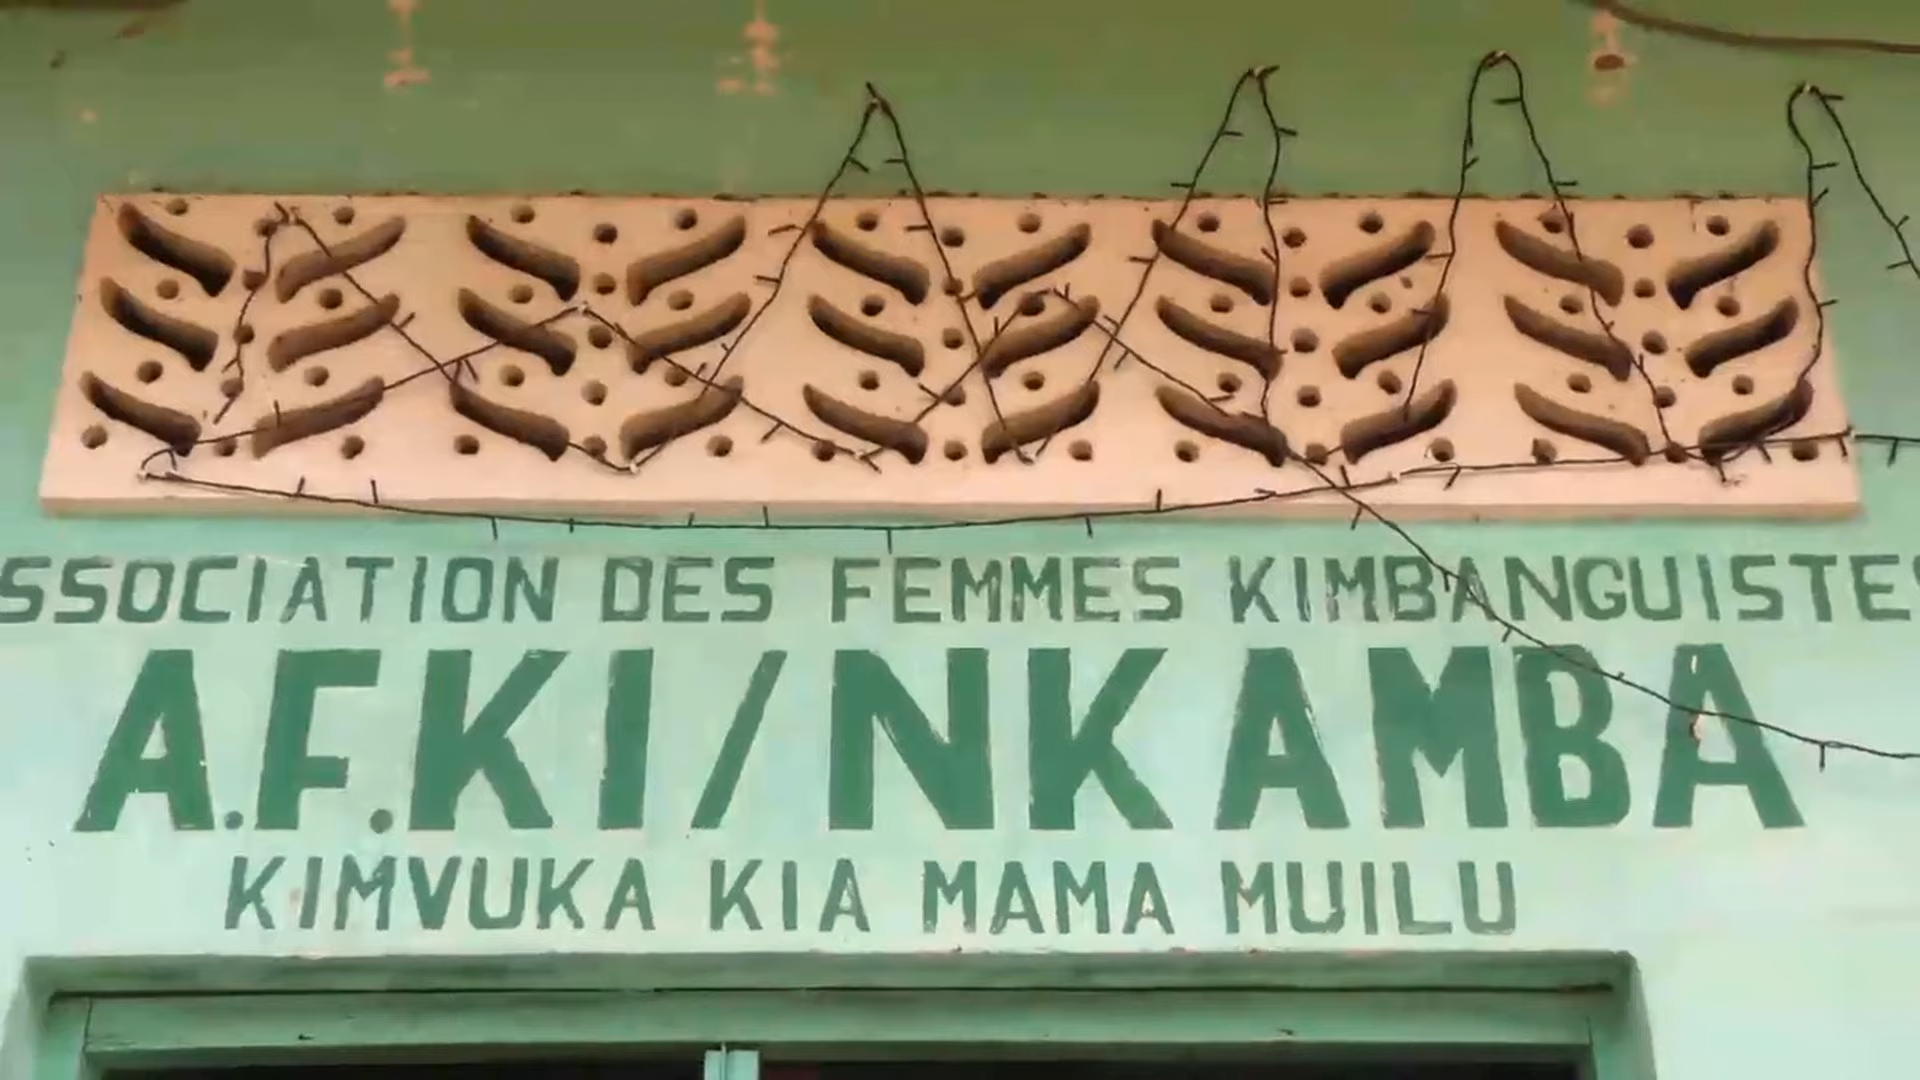 SSOCIATION DES FEMMES KIMBANGUISTES
A.F.KI/NKAMBA
KIMVUKA KIA MAMA MUILU